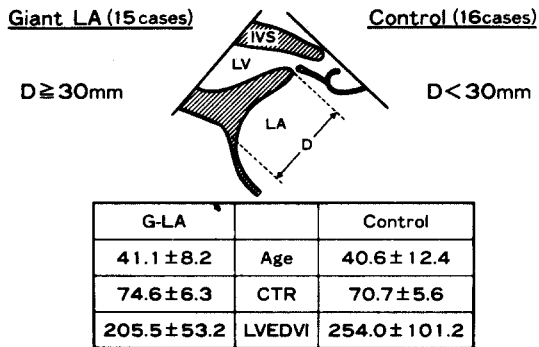 Giant LA (15 cases)
Control (16 cases)
IVS
LV
D≧30mm
D<30mm
LA
D
G-LA Control
41.1±8.2 Age 40.6±12.4
74.6±6.3 CTR 70.7±5.6
205.5±53.2 LVEDVI 254.0±101.2